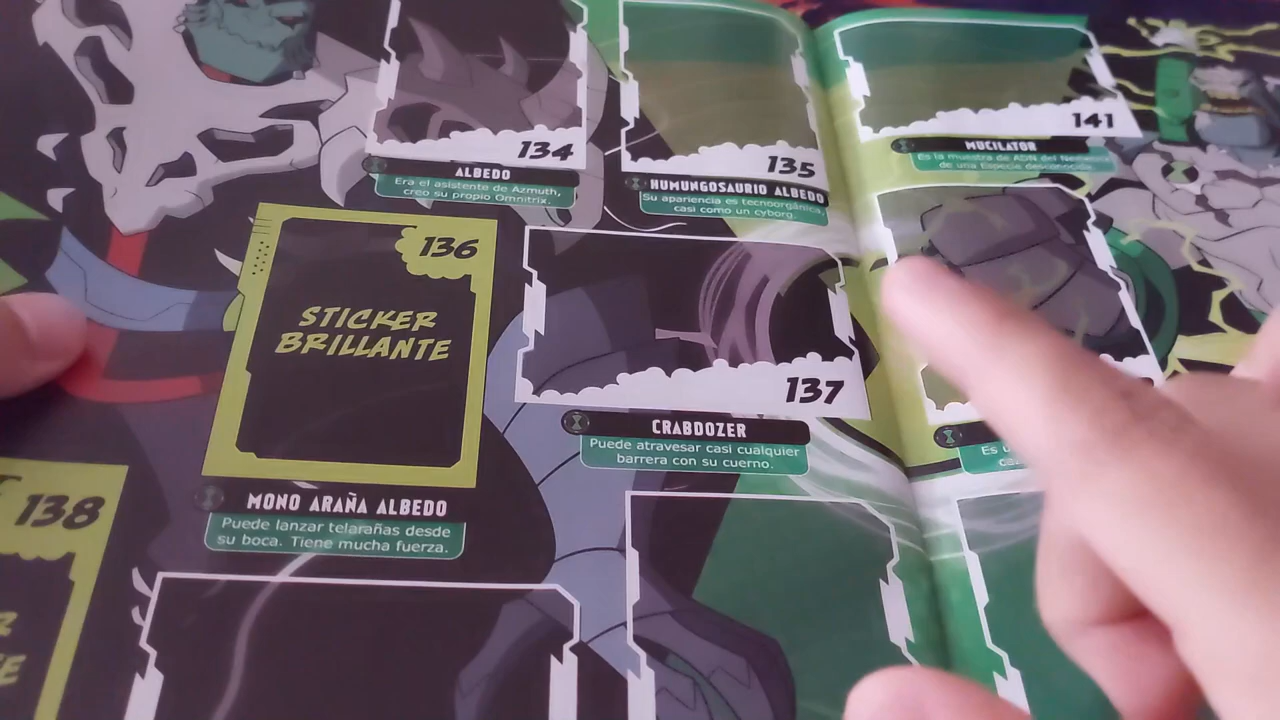 134
ALBEDO
Era el asistente de Azmuth,
creo su propio Omnitrix.
135
HUMUNGOSAURIO ALBEDO
Su apariencia es tecnoorgánica,
casi como un cyborg.
141
MUCILATOR
Es la muestra de ADN del
de una Especie desconocida.
136
STICKER
BRILLANTE
MONO ARAÑA ALBEDO
Puede lanzar telarañas desde
su boca. Tiene mucha fuerza.
137
CRABDOZER
Puede atravesar casi cualquier
barrera con su cuerno.
Es
138